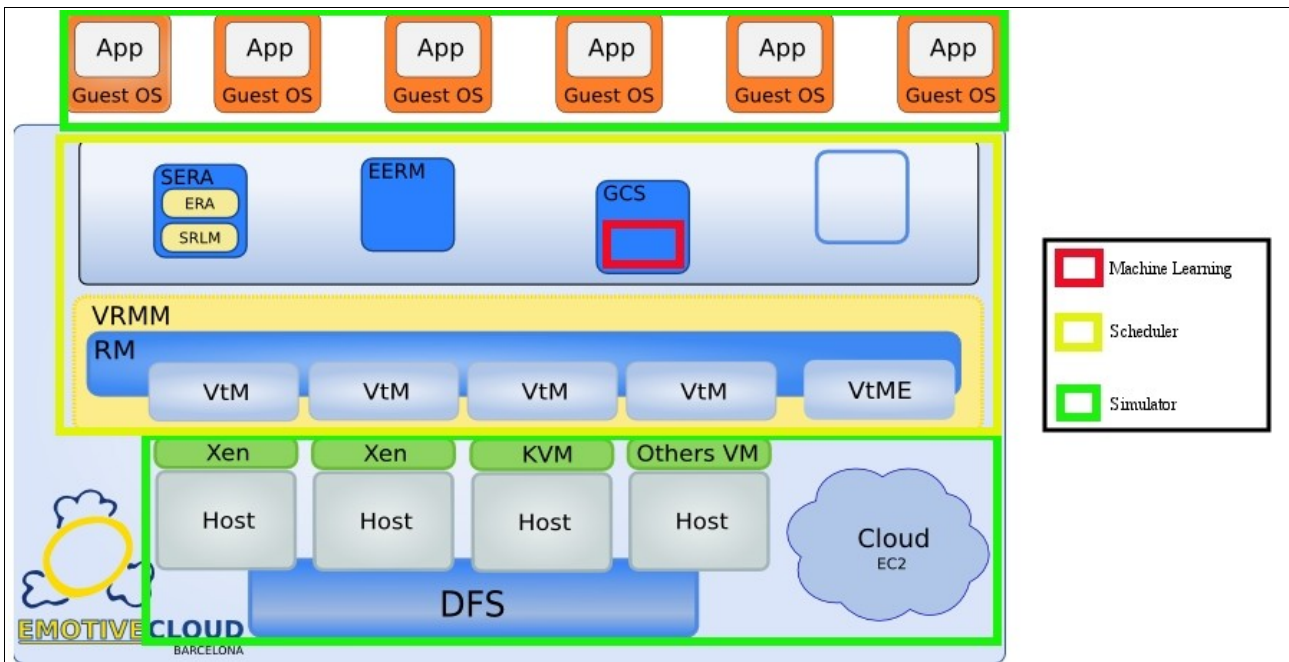 App App App App App App
Guest OS Guest OS Guest OS Guest OS Guest OS Guest OS
SERA
ERA
SRLM
EERM
GCS
VRMM
RM
VtM VtM VtM VtM VtME
Xen Xen KVM Others VM
Host Host Host Host
Cloud
EC2
DFS
EMOTIVECLOUD
BARCELONA
Machine Learning
Scheduler
Simulator